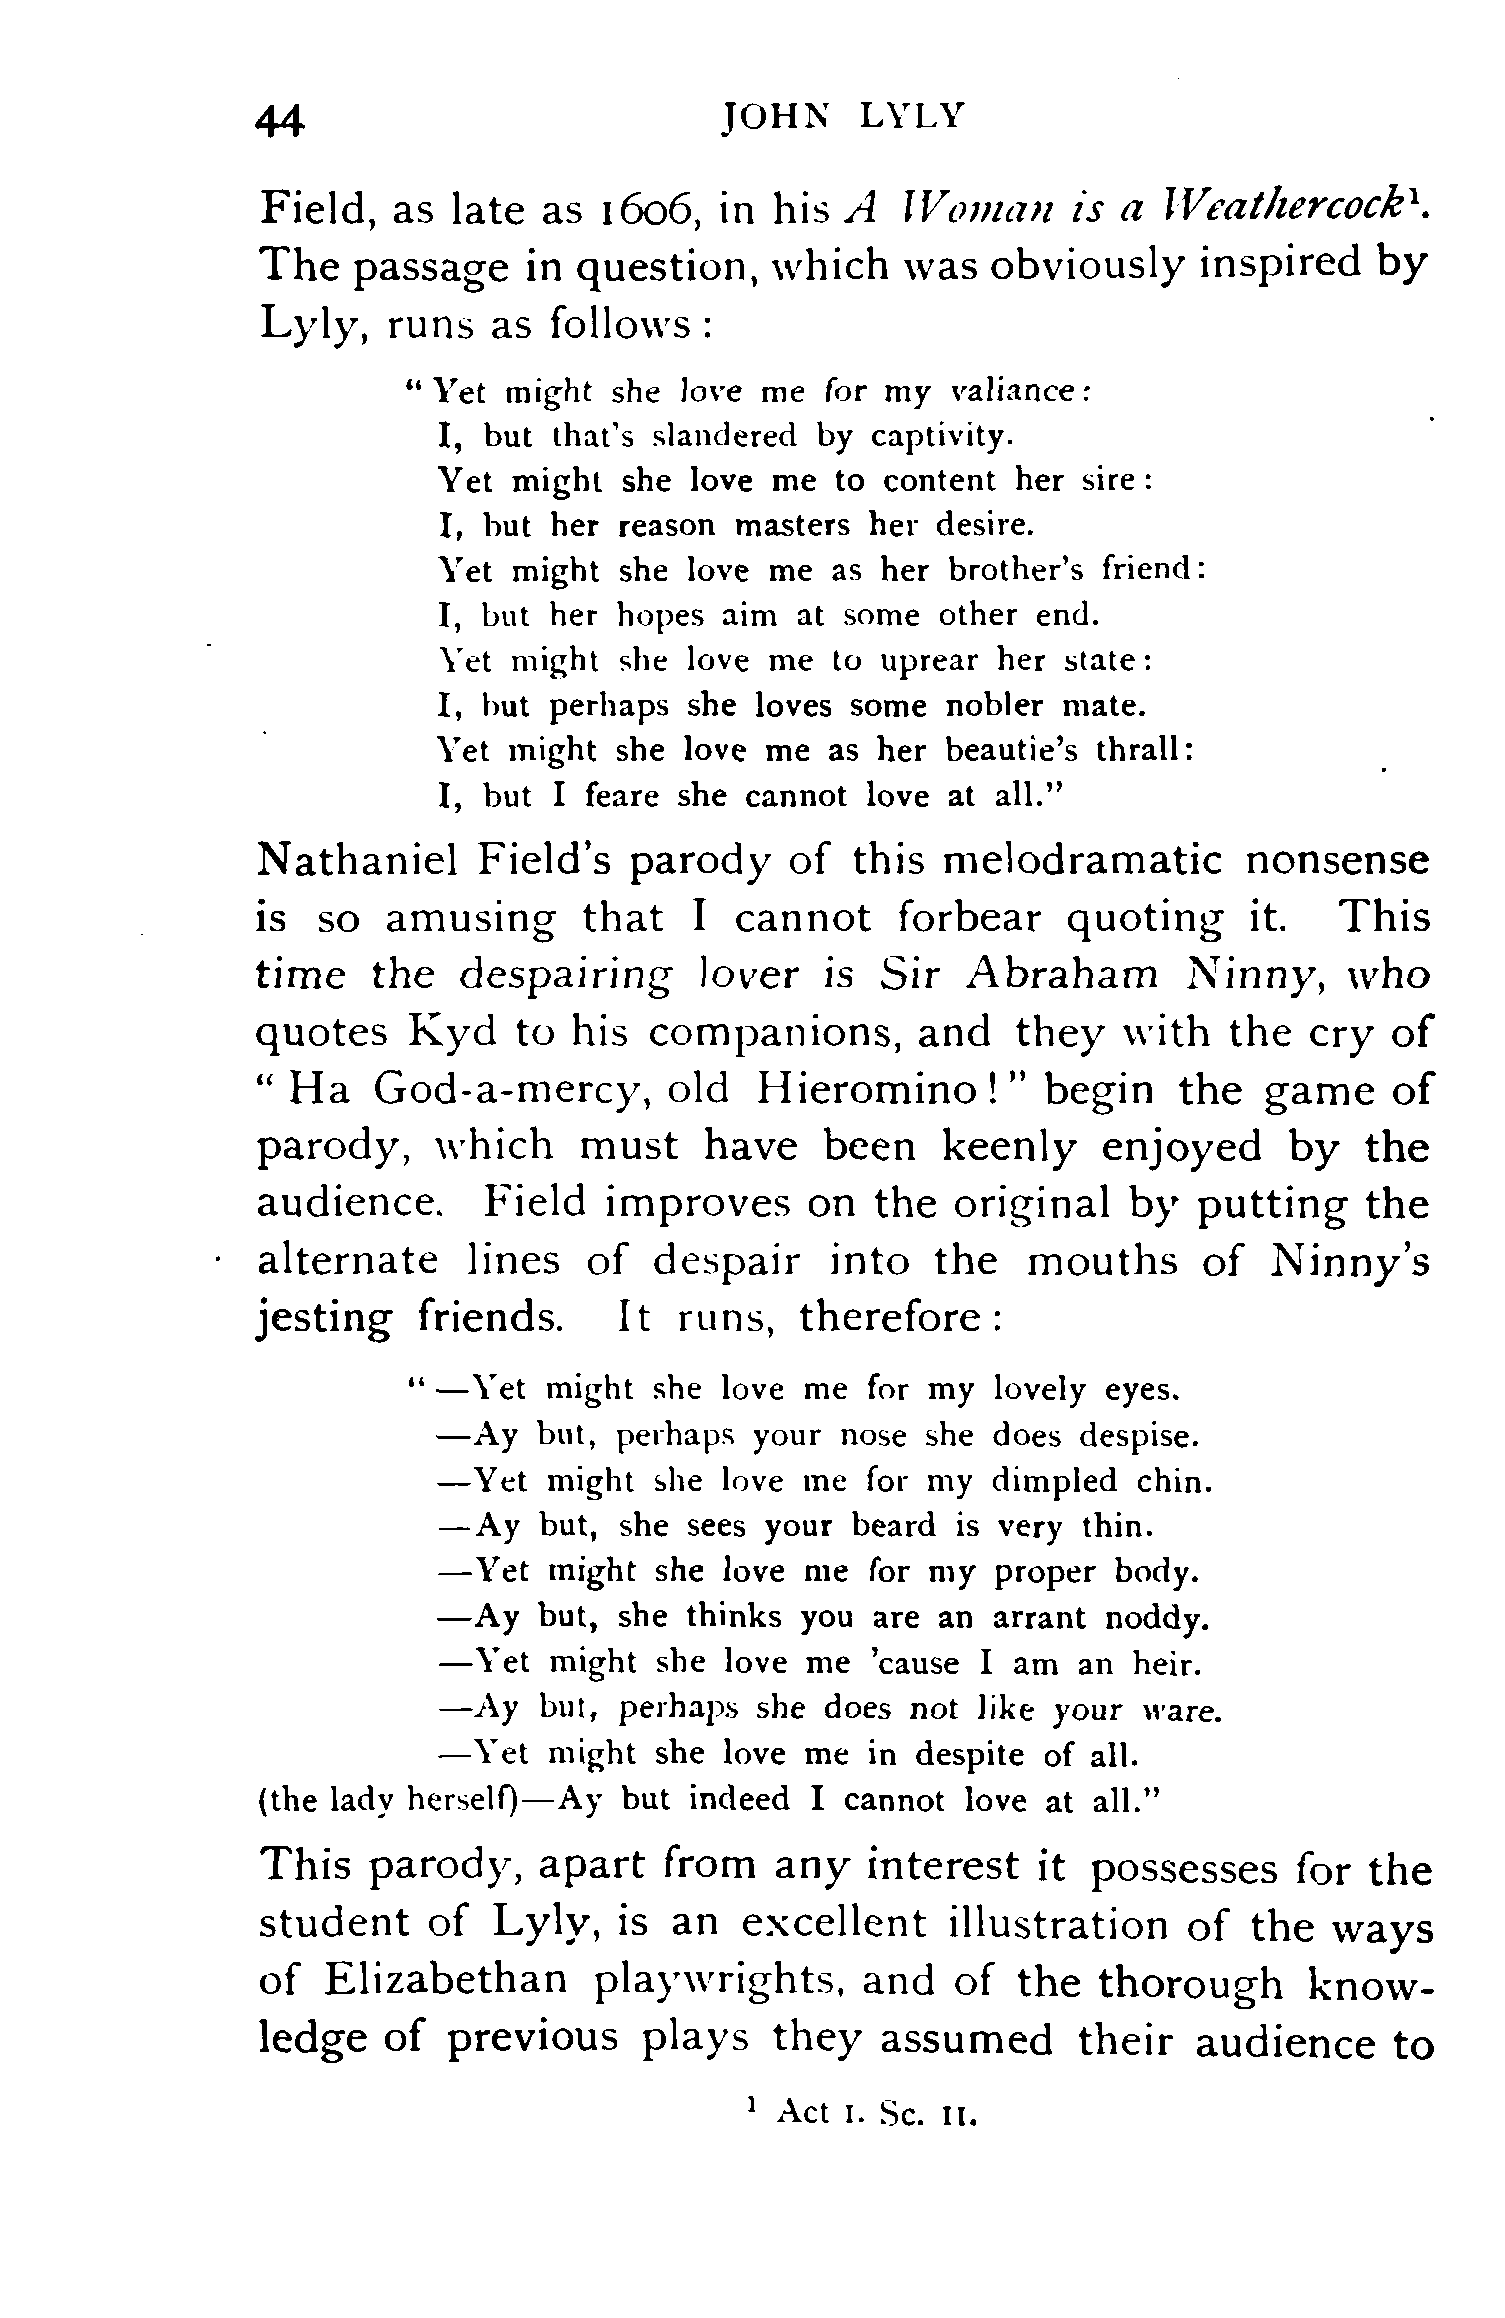 44 JOHN LYLY
Field, as late as 1606, in his A Woman is a Weathercock¹.
The passage in question, which was obviously inspired by
Lyly, runs as follows :
“ Yet might she love me for my valiance :
I, but that's slandered by captivity.
Yet might she love me to content her sire :
I, but her reason masters her desire.
Yet might she love me as her brother's friend :
I, but her hopes aim at some other end.
Yet might she love me to uprear her state :
I, but perhaps she loves some nobler mate.
Yet might she love me as her beautie's thrall :
I, but I feare she cannot love at all.”
Nathaniel Field's parody of this melodramatic nonsense
is so amusing that I cannot forbear quoting it. This
time the despairing lover is Sir Abraham Ninny, who
quotes Kyd to his companions, and they with the cry of
“ Ha God-a-mercy, old Hieromino ! ” begin the game of
parody, which must have been keenly enjoyed by the
audience. Field improves on the original by putting the
alternate lines of despair into the mouths of Ninny's
jesting friends. It runs, therefore :
“ —Yet might she love me for my lovely eyes.
—Ay but, perhaps your nose she does despise.
—Yet might she love me for my dimpled chin.
—Ay but, she sees your beard is very thin.
—Yet might she love me for my proper body.
—Ay but, she thinks you are an arrant noddy.
—Yet might she love me 'cause I am an heir.
—Ay but, perhaps she does not like your ware.
—Yet might she love me in despite of all.
(the lady herself)—Ay but indeed I cannot love at all.”
This parody, apart from any interest it possesses for the
student of Lyly, is an excellent illustration of the ways
of Elizabethan playwrights, and of the thorough know-
ledge of previous plays they assumed their audience to
¹ Act I. Sc. II.